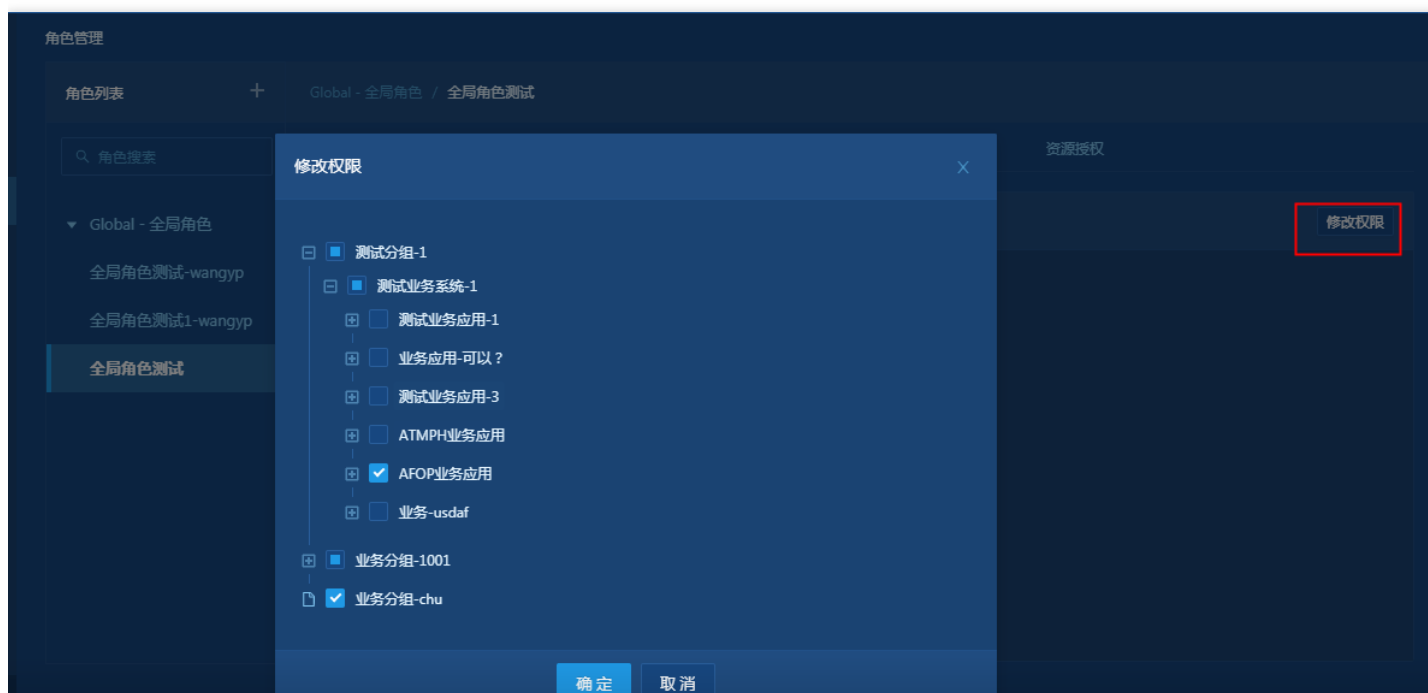 角色管理
角色列表
Global - 全局角色 / 全局角色测试
角色搜索
资源授权
修改权限
修改权限
Global - 全局角色
全局角色测试-wangyp
全局角色测试1-wangyp
全局角色测试
测试分组-1
测试业务系统-1
测试业务应用-1
业务应用-可以？
测试业务应用-3
ATMPH业务应用
AFOP业务应用
业务-usdaf
业务分组-1001
业务分组-chu
确定 取消